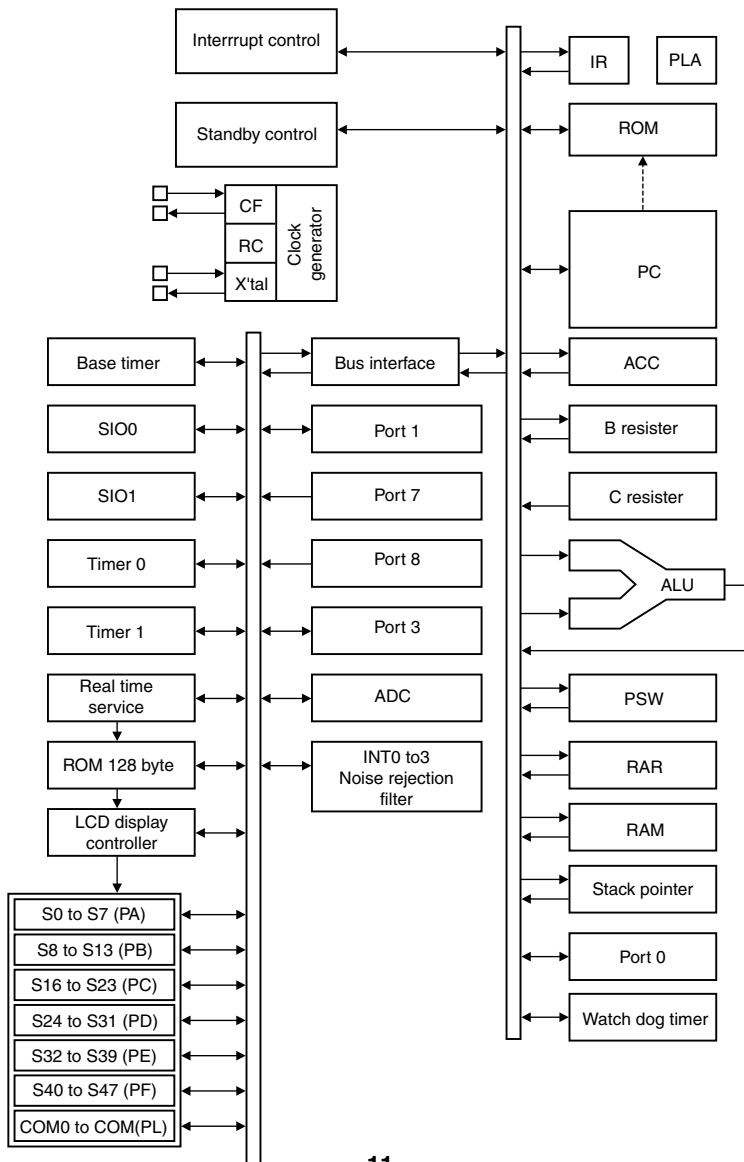 Interrrupt control
IR
PLA
Standby control
ROM
CF
RC
X'tal
Clock
generator
PC
Base timer
Bus interface
ACC
SIO0
Port 1
B resister
SIO1
Port 7
C resister
Timer 0
Port 8
ALU
Timer 1
Port 3
Real time
service
ADC
PSW
ROM 128 byte
INT0 to3
Noise rejection
filter
RAR
LCD display
controller
RAM
Stack pointer
S0 to S7 (PA)
S8 to S13 (PB)
Port 0
S16 to S23 (PC)
S24 to S31 (PD)
Watch dog timer
S32 to S39 (PE)
S40 to S47 (PF)
COM0 to COM(PL)